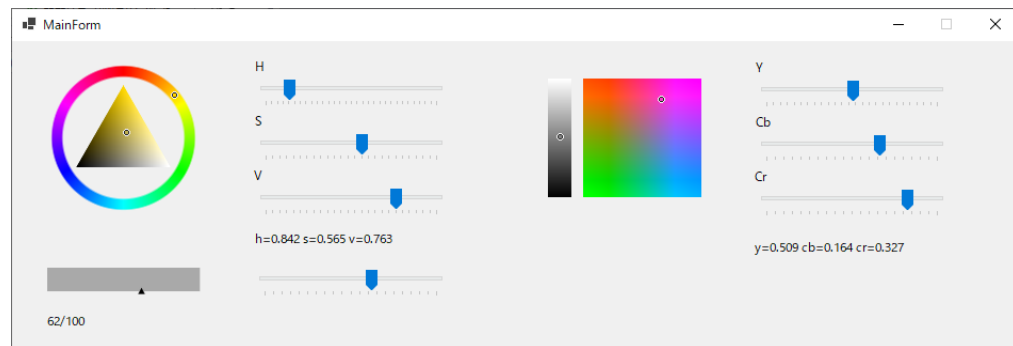 MainForm
H
S
V
h=0.842 s=0.565 v=0.763
62/100
Y
Cb
Cr
y=0.509 cb=0.164 cr=0.327